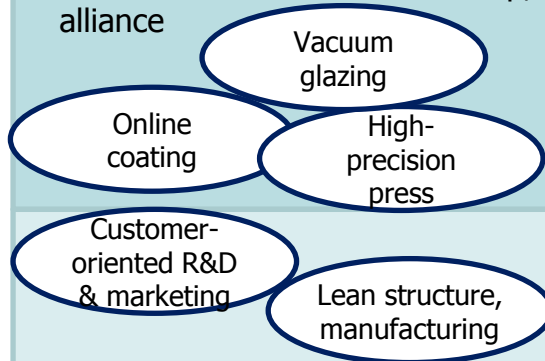 alliance
Vacuum
glazing
Online
coating
High-
precision
press
Customer-
oriented R&D
& marketing
Lean structure,
manufacturing